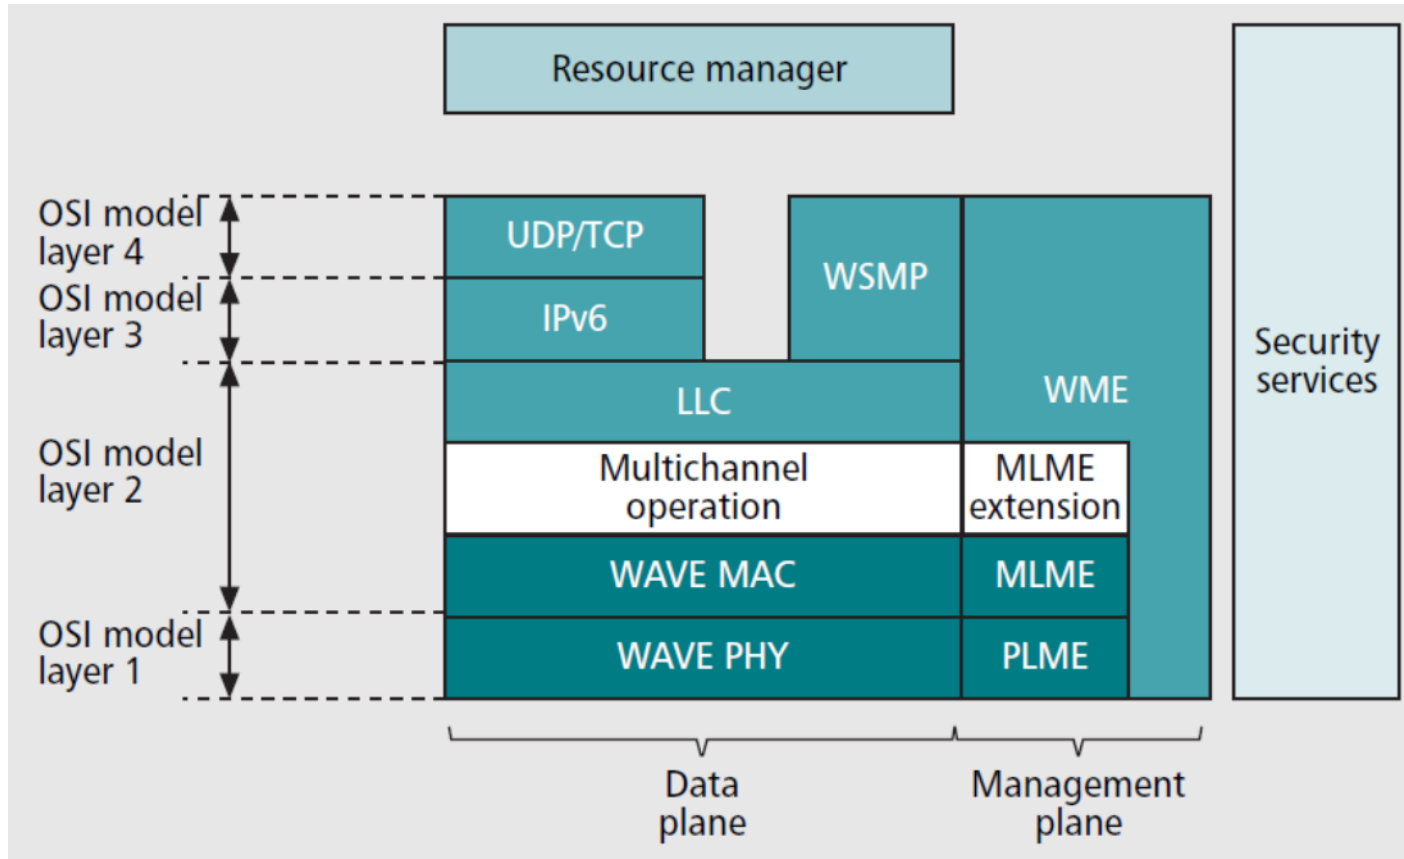 Resource manager
OSI model
layer 4
UDP/TCP
WSMP
OSI model
layer 3
IPv6
Security
services
WME
LLC
OSI model
layer 2
Multichannel
operation
MLME
extension
WAVE MAC
MLME
OSI model
layer 1
WAVE PHY
PLME
Data
plane
Management
plane